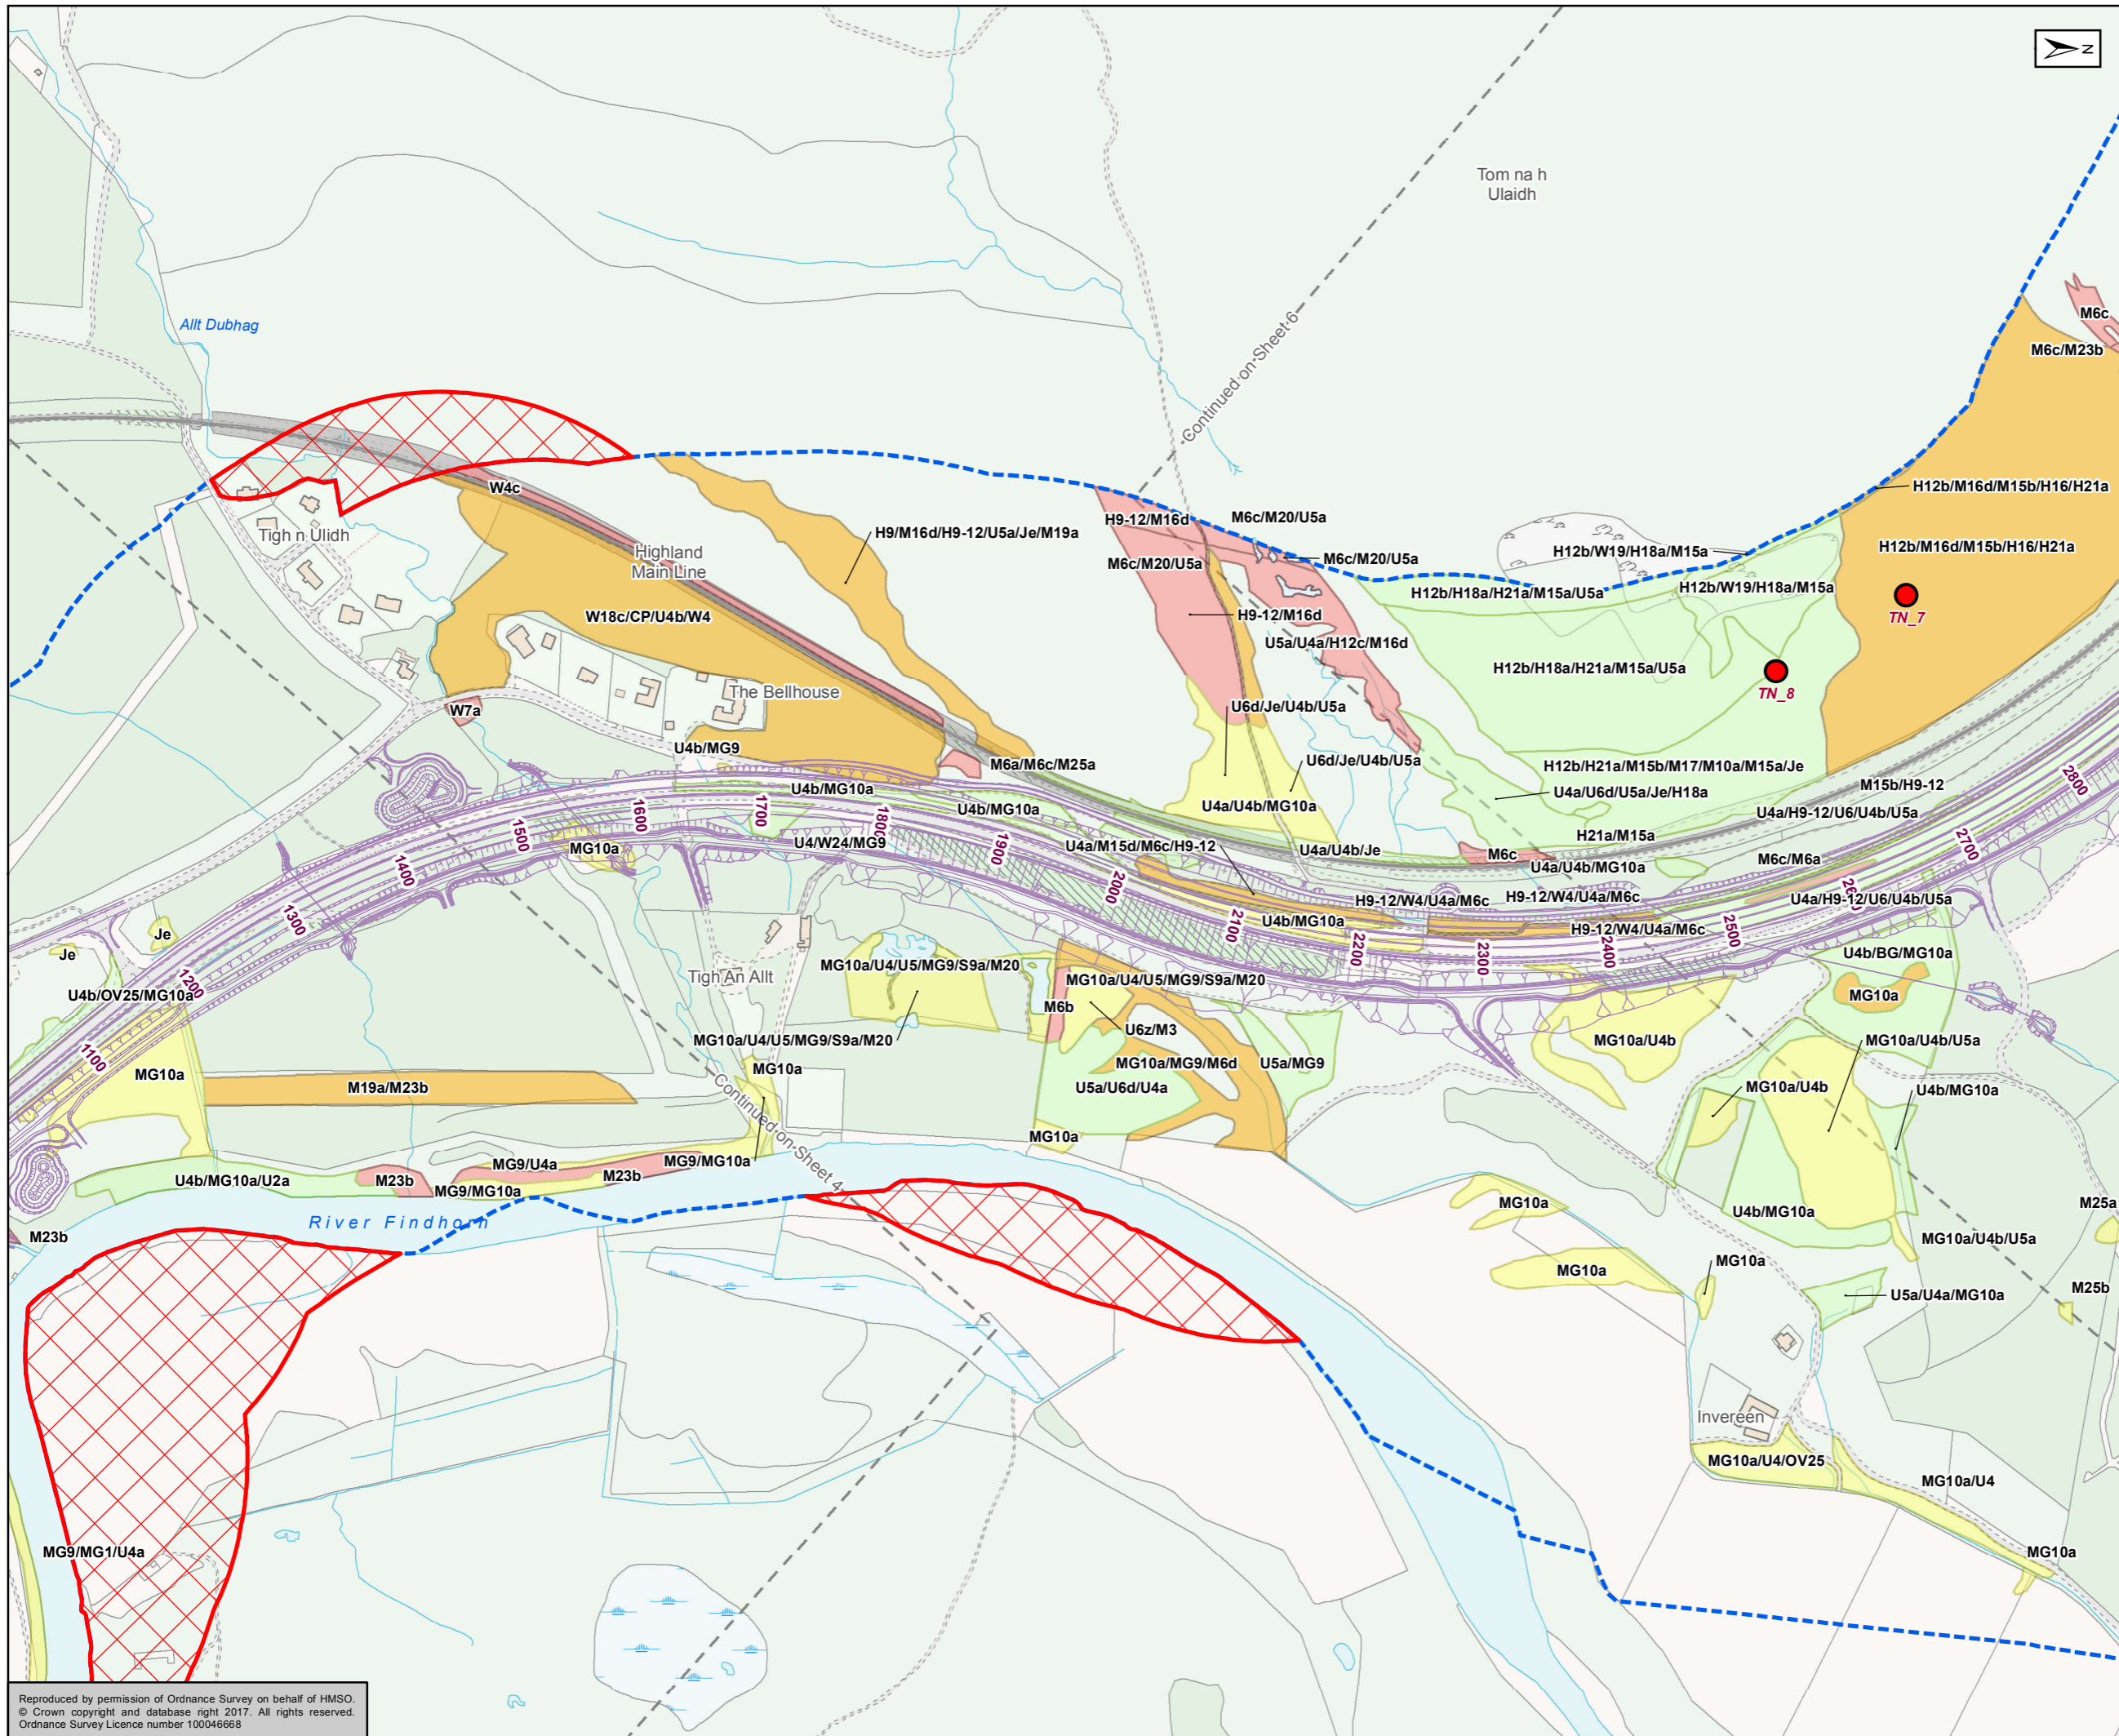 N
Tom na h
Ulaidh
M6c
Allt Dubhag
M6c/M23b
Continued on Sheet 6
W4c
H12b/M16d/M15b/H16/H21a
H9-12/M16d
M6c/M20/U5a
Tigh n Ulidh
H9/M16d/H9-12/U5a/Je/M19a
Highland
Main Line
H12b/W19/H18a/M15a
H12b/M16d/M15b/H16/H21a
M6c/M20/U5a
M6c/M20/U5a
H12b/H18a/H21a/M15a/U5a
H12b/W19/H18a/M15a
W18c/CP/U4b/W4
H9-12/M16d
TN_7
U5a/U4a/H12c/M16d
H12b/H18a/H21a/M15a/U5a
The Bellhouse
TN_8
W7a
U6d/Je/U4b/U5a
U4b/MG9
M6a/M6c/M25a
U6d/Je/U4b/U5a
H12b/H21a/M15b/M17/M10a/M15a/Je
U4b/MG10a
M15b/H9-12
2800
U4a/U6d/U5a/Je/H18a
U4b/MG10a
U4a/U4b/MG10a
U4a/H9-12/U6/U4b/U5a
1700
1600
1800
1500
H21a/M15a
MG10a
U4/W24/MG9
U4a/M15d/M6c/H9-12
U4a/U4b/Je
M6c
2700
1900
U4a/U4b/MG10a
M6c/M6a
1400
2000
H9-12/W4/U4a/M6c
H9-12/W4/U4a/M6c
U4a/H9-12/U6/U4b/U5a
1300
2100
U4b/MG10a
H9-12/W4/U4a/M6c
2500
Je
Je
2200
2300
2400
U4b/BG/MG10a
MG10a/U4/U5/MG9/S9a/M20
Tigh An Allt
1200
U4b/OV25/MG10a
MG10a/U4/U5/MG9/S9a/M20
MG10a
M6b
U6z/M3
MG10a/U4/U5/MG9/S9a/M20
MG10a/U4b
MG10a/U4b/U5a
1100
MG10a
MG10a
MG10a/MG9/M6d
U5a/MG9
M19a/M23b
U5a/U6d/U4a
MG10a/U4b
U4b/MG10a
Continued on Sheet 4
MG10a
MG9/U4a
MG9/MG10a
U4b/MG10a/U2a
M23b
M23b
MG9/MG10a
MG10a
M25a
U4b/MG10a
River Findhorn
M23b
MG10a/U4b/U5a
MG10a
MG10a
M25b
U5a/U4a/MG10a
Invereen
MG10a/U4/OV25
MG10a/U4
MG9/MG1/U4a
MG10a
Reproduced by permission of Ordnance Survey on behalf of HMSO.
© Crown copyright and database right 2017. All rights reserved.
Ordnance Survey Licence number 100046668